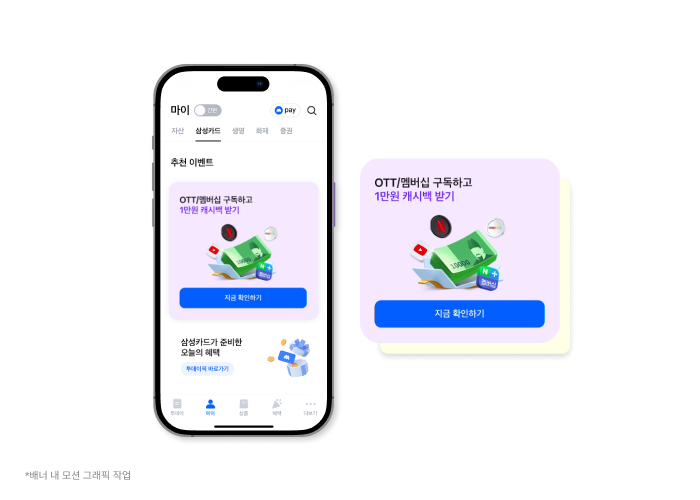 마이
간편
pay
자산 삼성카드 생명 화재 증권
추천 이벤트
OTT/멤버십 구독하고
1만원 캐시백 받기
10000
N +
멤버십
지금 확인하기
삼성카드가 준비한
오늘의 혜택
투데이픽 바로가기
투데이 마이 상품 혜택 더보기
OTT/멤버십 구독하고
1만원 캐시백 받기
N
10000
N +
멤버십
지금 확인하기
*배너 내 모션 그래픽 작업